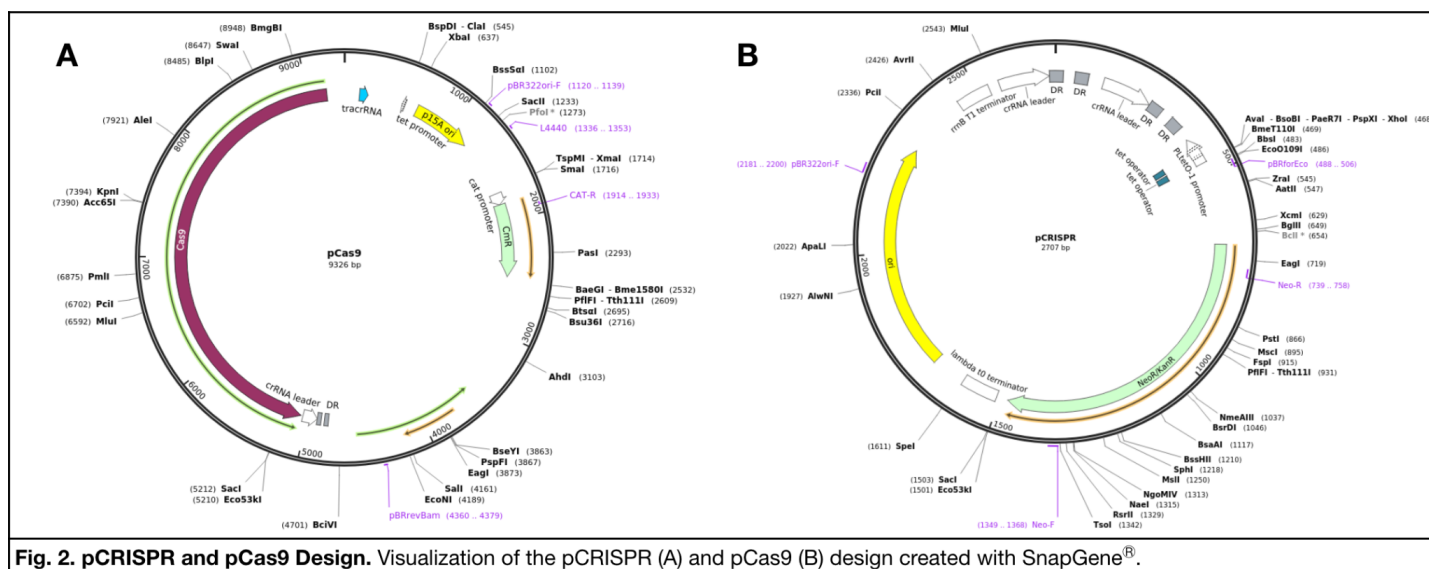 A
(8948) BmgBI
(8647) SwaI
(8485) BlpI
(7921) AleI
(7394) KpnI
(7390) Acc65I
(6875) PmlI
(6702) PciI
(6592) MluI
(5212) SacI
(5210) Eco53kI
(4701) BciVI
BspDI - ClaI (545)
XbaI (637)
BssSαI (1102)
pBR322ori-F (1120 .. 1139)
SacII (1233)
PfoI * (1273)
L4440 (1336 .. 1353)
TspMI - XmaI (1714)
SmaI (1716)
CAT-R (1914 .. 1933)
PasI (2293)
BaeGI - Bme1580I (2532)
PflFI - Tth111I (2609)
BtsαI (2695)
Bsu36I (2716)
AhdI (3103)
BseYI (3863)
PspFI (3867)
EagI (3873)
SalI (4161)
EcoNI (4189)
pBRrevBam (4360 .. 4379)
1000
2000
3000
4000
5000
6000
7000
8000
9000
tracrRNA
tet promoter
p15A ori
cat promoter
CmR
Cas9
crRNA leader
DR
pCas9
9326 bp
B
(2543) MluI
(2426) AvrII
(2336) PciI
(2181 .. 2200) pBR322ori-F
(2022) ApaLI
(1927) AlwNI
(1611) SpeI
(1503) SacI
(1501) Eco53kI
(1349 .. 1368) Neo-F
AvaI - BsoBI - PaeR7I - PspXI - XhoI (468
BmeT110I (469)
BbsI (483)
EcoO109I (486)
pBRforEco (488 .. 506)
ZraI (545)
AatII (547)
XcmI (629)
BglII (649)
BclI * (654)
EagI (719)
Neo-R (739 .. 758)
PstI (866)
MscI (895)
FspI (915)
PflFI - Tth111I (931)
NmeAIII (1037)
BsrDI (1046)
BsaAI (1117)
BssHII (1210)
SphI (1218)
MslI (1250)
NgoMIV (1313)
NaeI (1315)
RsrII (1329)
TsoI (1342)
500
1000
1500
2000
2500
rrnB T1 terminator
crRNA leader
DR
DR
crRNA leader
DR
DR
PLtetO-1 promoter
tet operator
tet operator
ori
lambda t0 terminator
NeoR/KanR
pCRISPR
2707 bp
Fig. 2. pCRISPR and pCas9 Design. Visualization of the pCRISPR (A) and pCas9 (B) design created with SnapGene®.